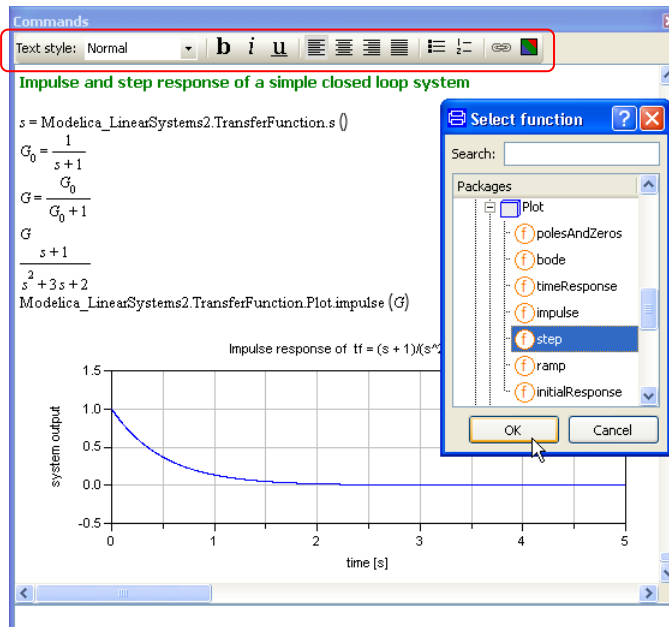 Commands
Text style: Normal b i u
Impulse and step response of a simple closed loop system
s = Modelica_LinearSystems2.TransferFunction.s ()
G0 = 1 / s + 1
G = G0 / G0 + 1
G
s + 1 / s^2 + 3 s + 2
Modelica_LinearSystems2.TransferFunction.Plot.impulse (G)
Impulse response of tf = (s + 1)/(s^2
1.5
1.0
0.5
0.0
-0.5
system output
0 1 2 3 4 5
time [s]
Select function
Search:
Packages
Plot
f polesAndZeros
f bode
f timeResponse
f impulse
f step
f ramp
f initialResponse
OK Cancel